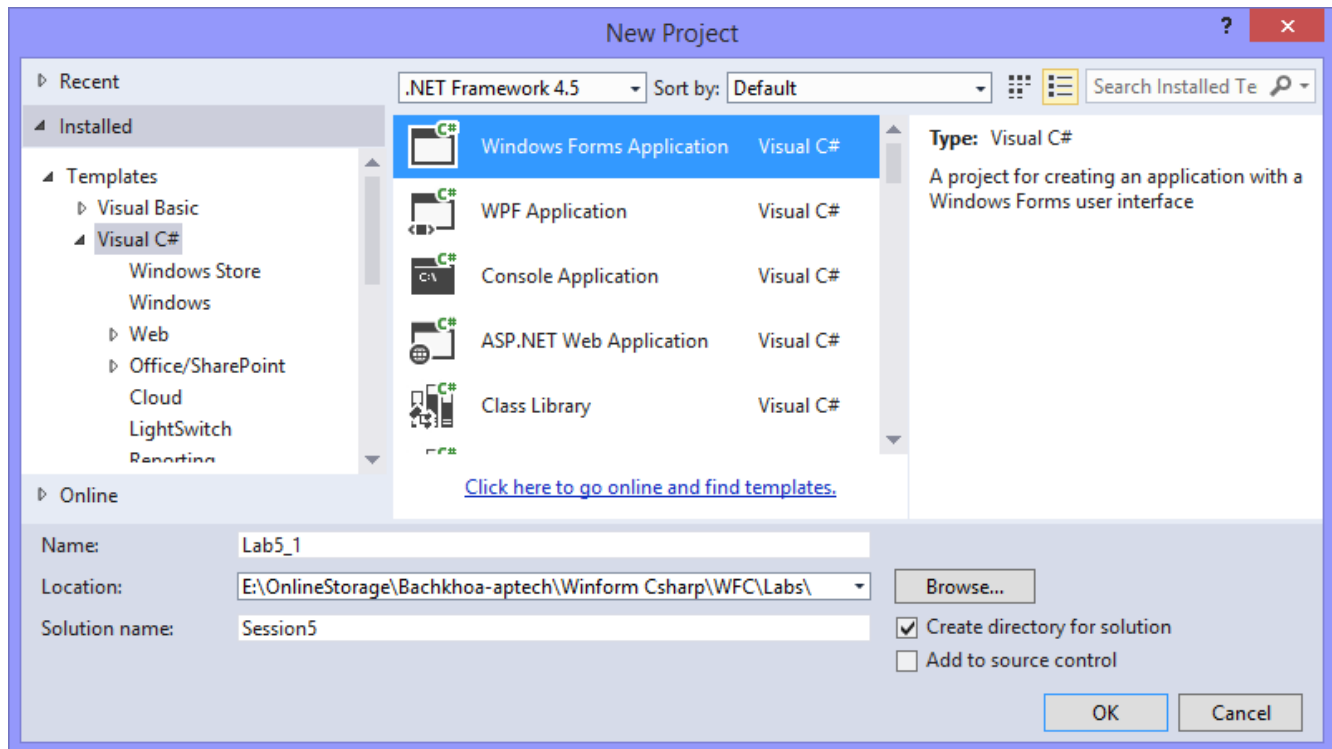 New Project
?
Recent
.NET Framework 4.5
Sort by:
Default
Search Installed Te
Installed
Templates
Visual Basic
Visual C#
Windows Store
Windows
Web
Office/SharePoint
Cloud
LightSwitch
Reporting
Online
C#
Windows Forms Application Visual C#
C#
WPF Application Visual C#
C#
C:\
Console Application Visual C#
C#
ASP.NET Web Application Visual C#
C#
Class Library Visual C#
C#
Click here to go online and find templates.
Type: Visual C#
A project for creating an application with a
Windows Forms user interface
Name: Lab5_1
Location: E:\OnlineStorage\Bachkhoa-aptech\Winform Csharp\WFC\Labs\
Browse...
Solution name: Session5
Create directory for solution
Add to source control
OK
Cancel